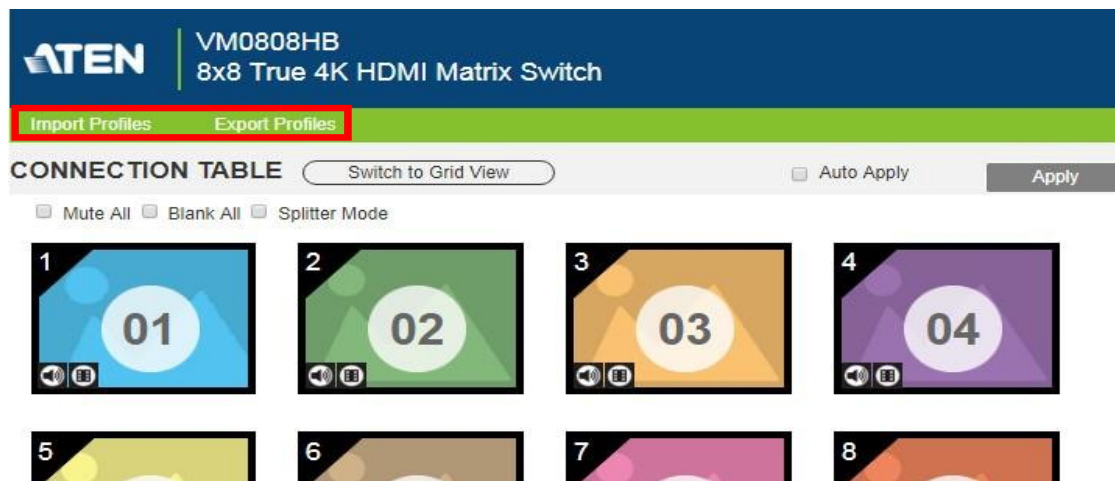 ATEN
VM0808HB
8x8 True 4K HDMI Matrix Switch
Import Profiles Export Profiles
CONNECTION TABLE Switch to Grid View Auto Apply Apply
Mute All Blank All Splitter Mode
1 2 3 4
01 02 03 04
5 6 7 8